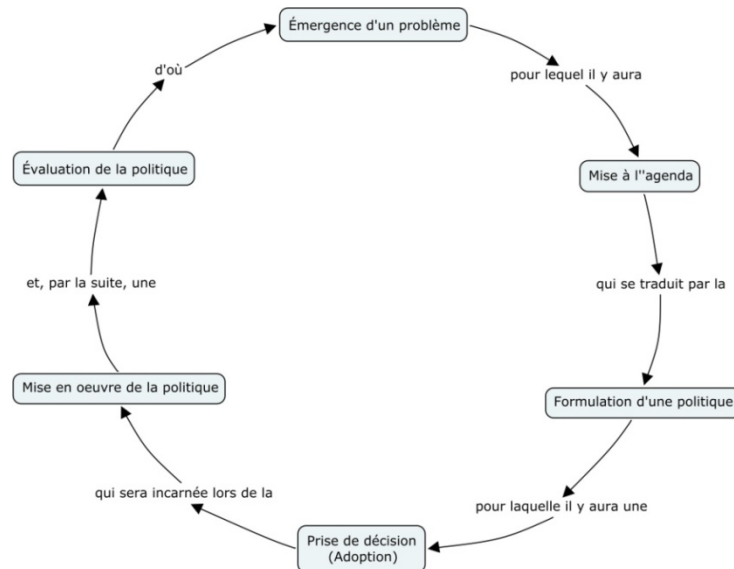 Émergence d'un problème
pour lequel il y aura
Mise à l''agenda
qui se traduit par la
Formulation d'une politique
pour laquelle il y aura une
Prise de décision
(Adoption)
qui sera incarnée lors de la
Mise en oeuvre de la politique
et, par la suite, une
Évaluation de la politique
d'où